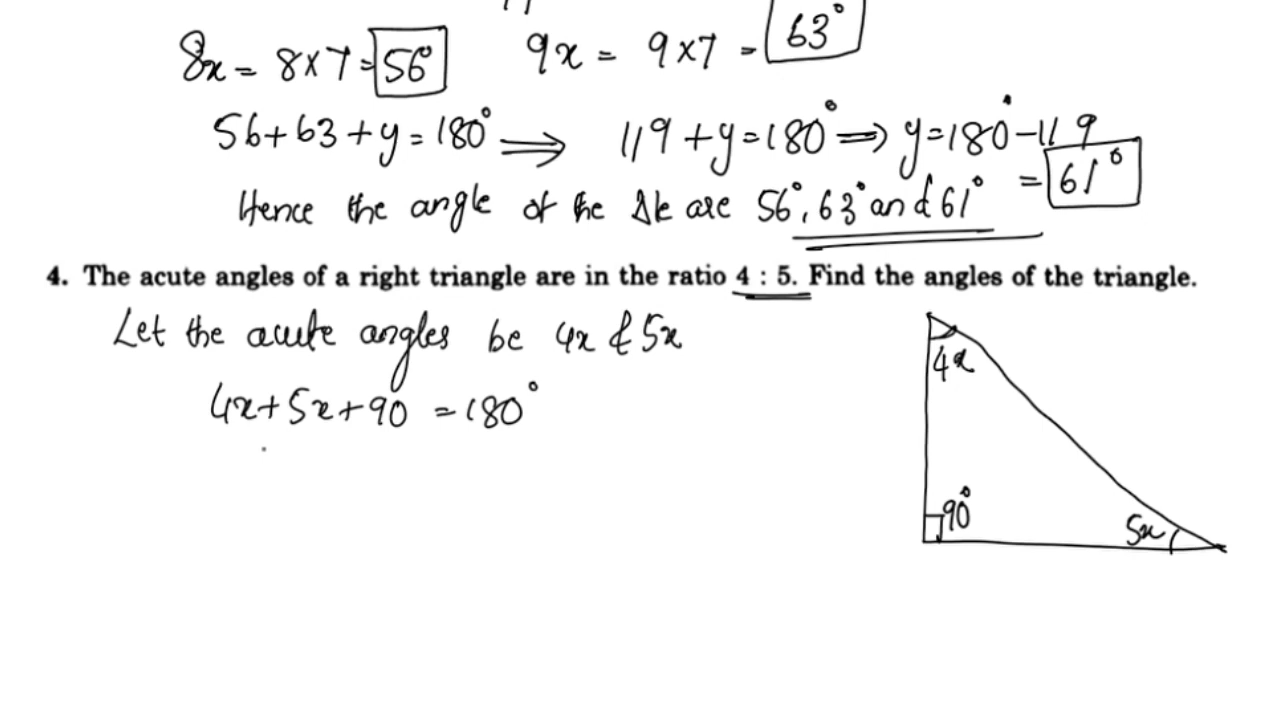 8x = 8×7 = 56° 9x = 9×7 = 63°
56+63+y=180° ⟹ 119+y=180° ⟹ y=180°-119
= 61°
Hence the angle of the Δle are 56°, 63° and 61°
4. The acute angles of a right triangle are in the ratio 4 : 5. Find the angles of the triangle.
Let the acute angles be 4x & 5x
4x
4x+5x+90 = 180°
90°
5x